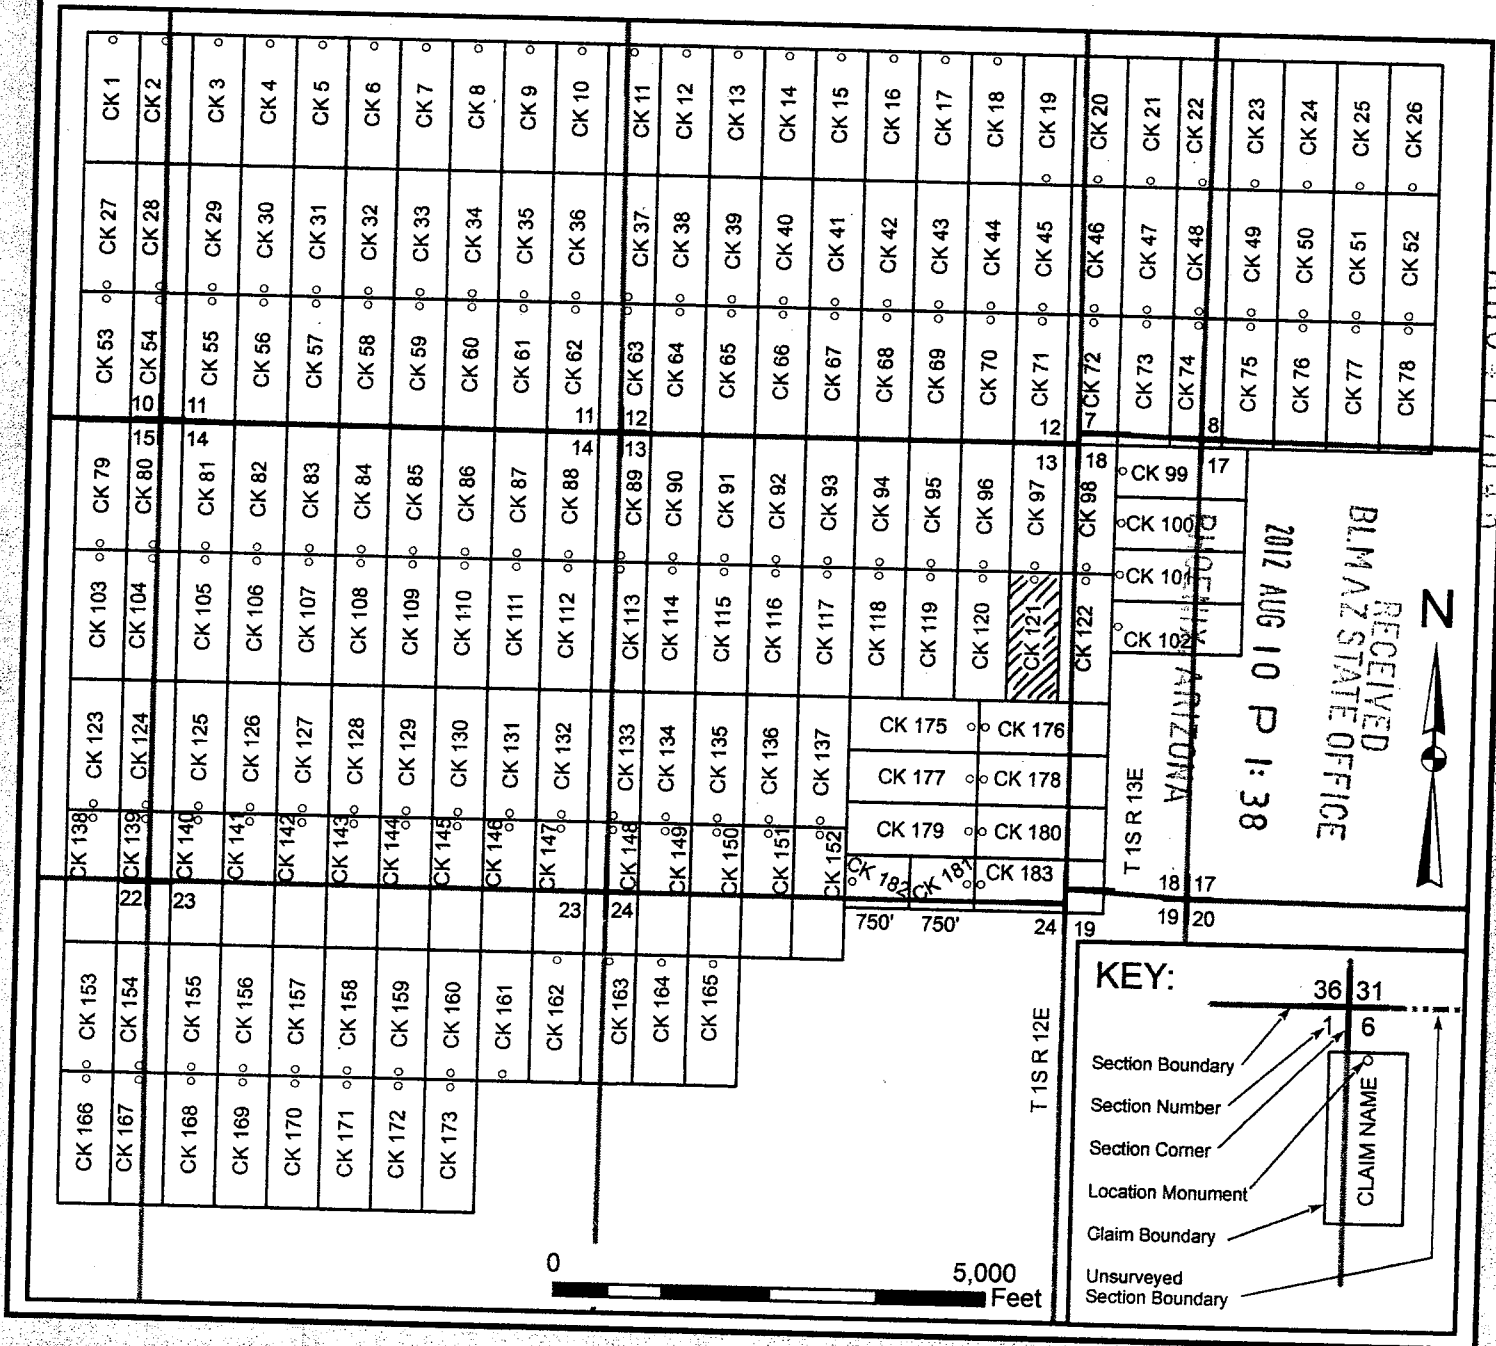 CK 1 CK 2 CK 3 CK 4 CK 5 CK 6 CK 7 CK 8 CK 9 CK 10 CK 11 CK 12 CK 13 CK 14 CK 15 CK 16 CK 17 CK 18 CK 19 CK 20 CK 21 CK 22 CK 23 CK 24 CK 25 CK 26
CK 27 CK 28 CK 29 CK 30 CK 31 CK 32 CK 33 CK 34 CK 35 CK 36 CK 37 CK 38 CK 39 CK 40 CK 41 CK 42 CK 43 CK 44 CK 45 CK 46 CK 47 CK 48 CK 49 CK 50 CK 51 CK 52
CK 53 CK 54 CK 55 CK 56 CK 57 CK 58 CK 59 CK 60 CK 61 CK 62 CK 63 CK 64 CK 65 CK 66 CK 67 CK 68 CK 69 CK 70 CK 71 CK 72 CK 73 CK 74 CK 75 CK 76 CK 77 CK 78
10 11 11 12 12 7 8
15 14 14 13 13 18 17
CK 79 CK 80 CK 81 CK 82 CK 83 CK 84 CK 85 CK 86 CK 87 CK 88 CK 89 CK 90 CK 91 CK 92 CK 93 CK 94 CK 95 CK 96 CK 97 CK 98 CK 99
CK 100
CK 101
CK 102
CK 103 CK 104 CK 105 CK 106 CK 107 CK 108 CK 109 CK 110 CK 111 CK 112 CK 113 CK 114 CK 115 CK 116 CK 117 CK 118 CK 119 CK 120 CK 121 CK 122
RECEIVED
BLM AZ STATE OFFICE
2012 AUG 10 P 1:38
PHOENIX, ARIZONA
N
CK 123 CK 124 CK 125 CK 126 CK 127 CK 128 CK 129 CK 130 CK 131 CK 132 CK 133 CK 134 CK 135 CK 136 CK 137
CK 175 CK 176
CK 177 CK 178
CK 179 CK 180
CK 182 CK 181 CK 183
T 1S R 13E
CK 138 CK 139 CK 140 CK 141 CK 142 CK 143 CK 144 CK 145 CK 146 CK 147 CK 148 CK 149 CK 150 CK 151 CK 152
18 17
22 23 23 24 750' 750' 24 19 19 20
CK 153 CK 154 CK 155 CK 156 CK 157 CK 158 CK 159 CK 160 CK 161 CK 162 CK 163 CK 164 CK 165
T 1S R 12E
CK 166 CK 167 CK 168 CK 169 CK 170 CK 171 CK 172 CK 173
0 5,000
Feet
KEY:
36 31
1 6
Section Boundary
Section Number
Section Corner
Location Monument
Claim Boundary
Unsurveyed
Section Boundary
CLAIM NAME